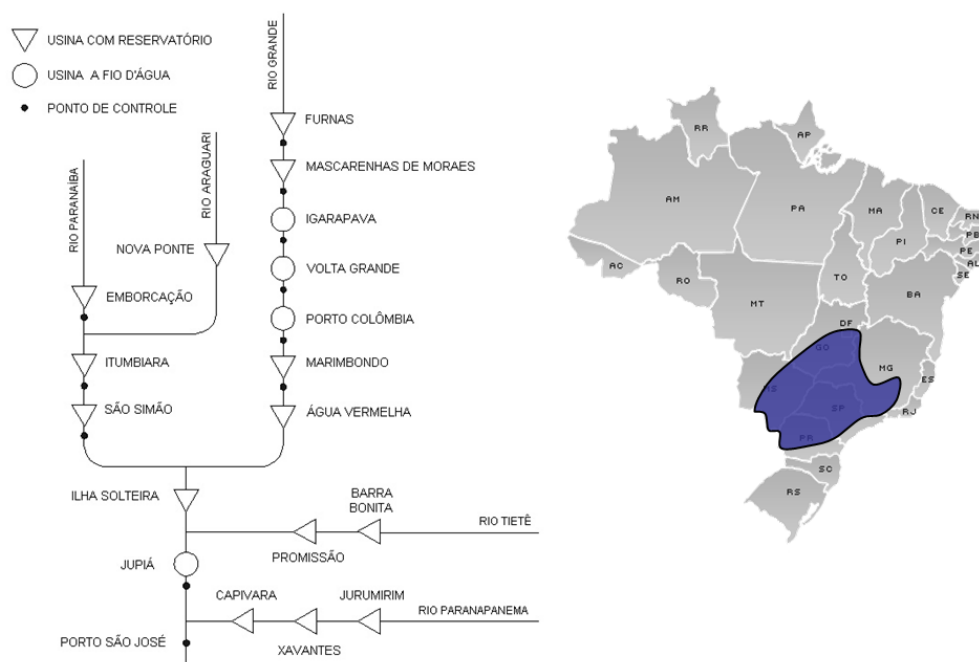 USINA COM RESERVATÓRIO
USINA A FIO D'ÁGUA
PONTO DE CONTROLE
RIO GRANDE
RIO ARAGUARI
RIO PARANAÍBA
FURNAS
MASCARENHAS DE MORAES
IGARAPAVA
NOVA PONTE
VOLTA GRANDE
EMBORCAÇÃO
PORTO COLÔMBIA
ITUMBIARA
MARIMBONDO
SÃO SIMÃO
ÁGUA VERMELHA
ILHA SOLTEIRA
BARRA
BONITA
RIO TIETÊ
PROMISSÃO
JUPIÁ
CAPIVARA
JURUMIRIM
RIO PARANAPANEMA
PORTO SÃO JOSÉ
XAVANTES
RR
AP
AM
PA
MA
CE
RN
PB
PE
AL
SE
PI
AC
RO
TO
BA
MT
DF
GO
MG
ES
MS
SP
RJ
PR
SC
RS